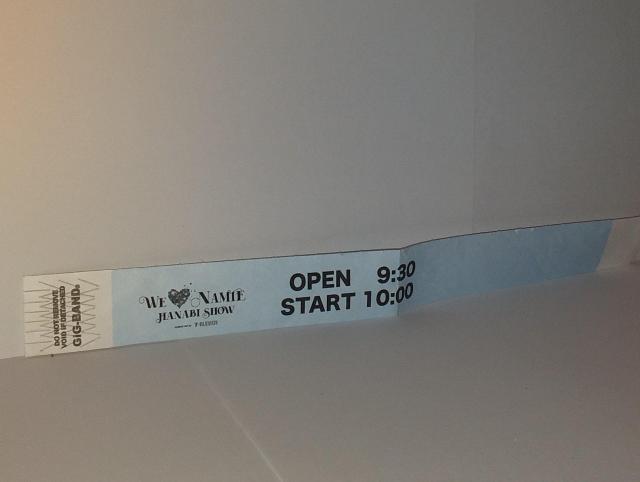 DO NOT REMOVE
VOID IF DETACHED
GIG-BAND®
WE NAMIE
HANABI SHOW
OPEN 9:30
START 10:00